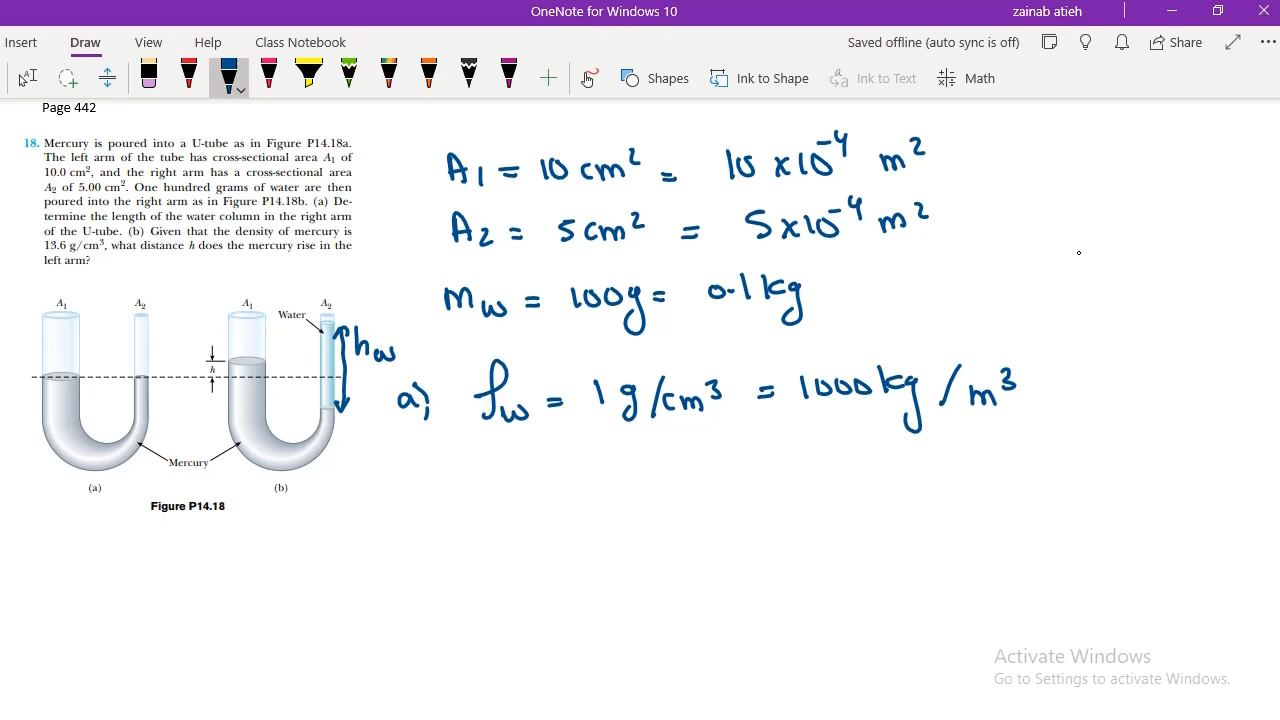 OneNote for Windows 10
zainab atieh
Insert Draw View Help Class Notebook
Saved offline (auto sync is off) Share
Shapes Ink to Shape Ink to Text Math
Page 442
18. Mercury is poured into a U-tube as in Figure P14.18a.
The left arm of the tube has cross-sectional area A₁ of
10.0 cm², and the right arm has a cross-sectional area
A₂ of 5.00 cm². One hundred grams of water are then
poured into the right arm as in Figure P14.18b. (a) De-
termine the length of the water column in the right arm
of the U-tube. (b) Given that the density of mercury is
13.6 g/cm³, what distance h does the mercury rise in the
left arm?
A₁ A₂ A₁ A₂
Water
h
Mercury
(a) (b)
Figure P14.18
A₁ = 10 cm² = 10 x 10⁻⁴ m²
A₂ = 5 cm² = 5 x 10⁻⁴ m²
mw = 100g = 0.1 kg
hw
a) ρw = 1 g/cm³ = 1000 kg/m³
Activate Windows
Go to Settings to activate Windows.